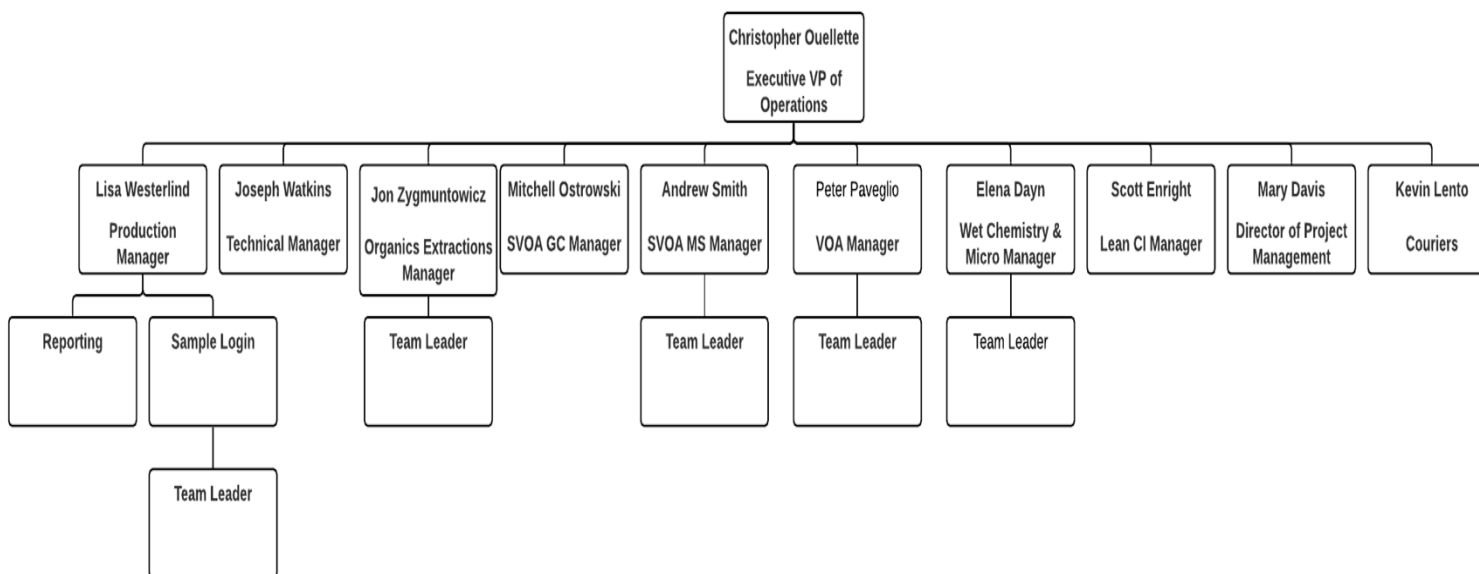 Christopher Ouellette
Executive VP of
Operations
Lisa Westerlind
Production
Manager
Joseph Watkins
Technical Manager
Jon Zygmuntowicz
Organics Extractions
Manager
Mitchell Ostrowski
SVOA GC Manager
Andrew Smith
SVOA MS Manager
Peter Paveglio
VOA Manager
Elena Dayn
Wet Chemistry &
Micro Manager
Scott Enright
Lean CI Manager
Mary Davis
Director of Project
Management
Kevin Lento
Couriers
Reporting
Sample Login
Team Leader
Team Leader
Team Leader
Team Leader
Team Leader